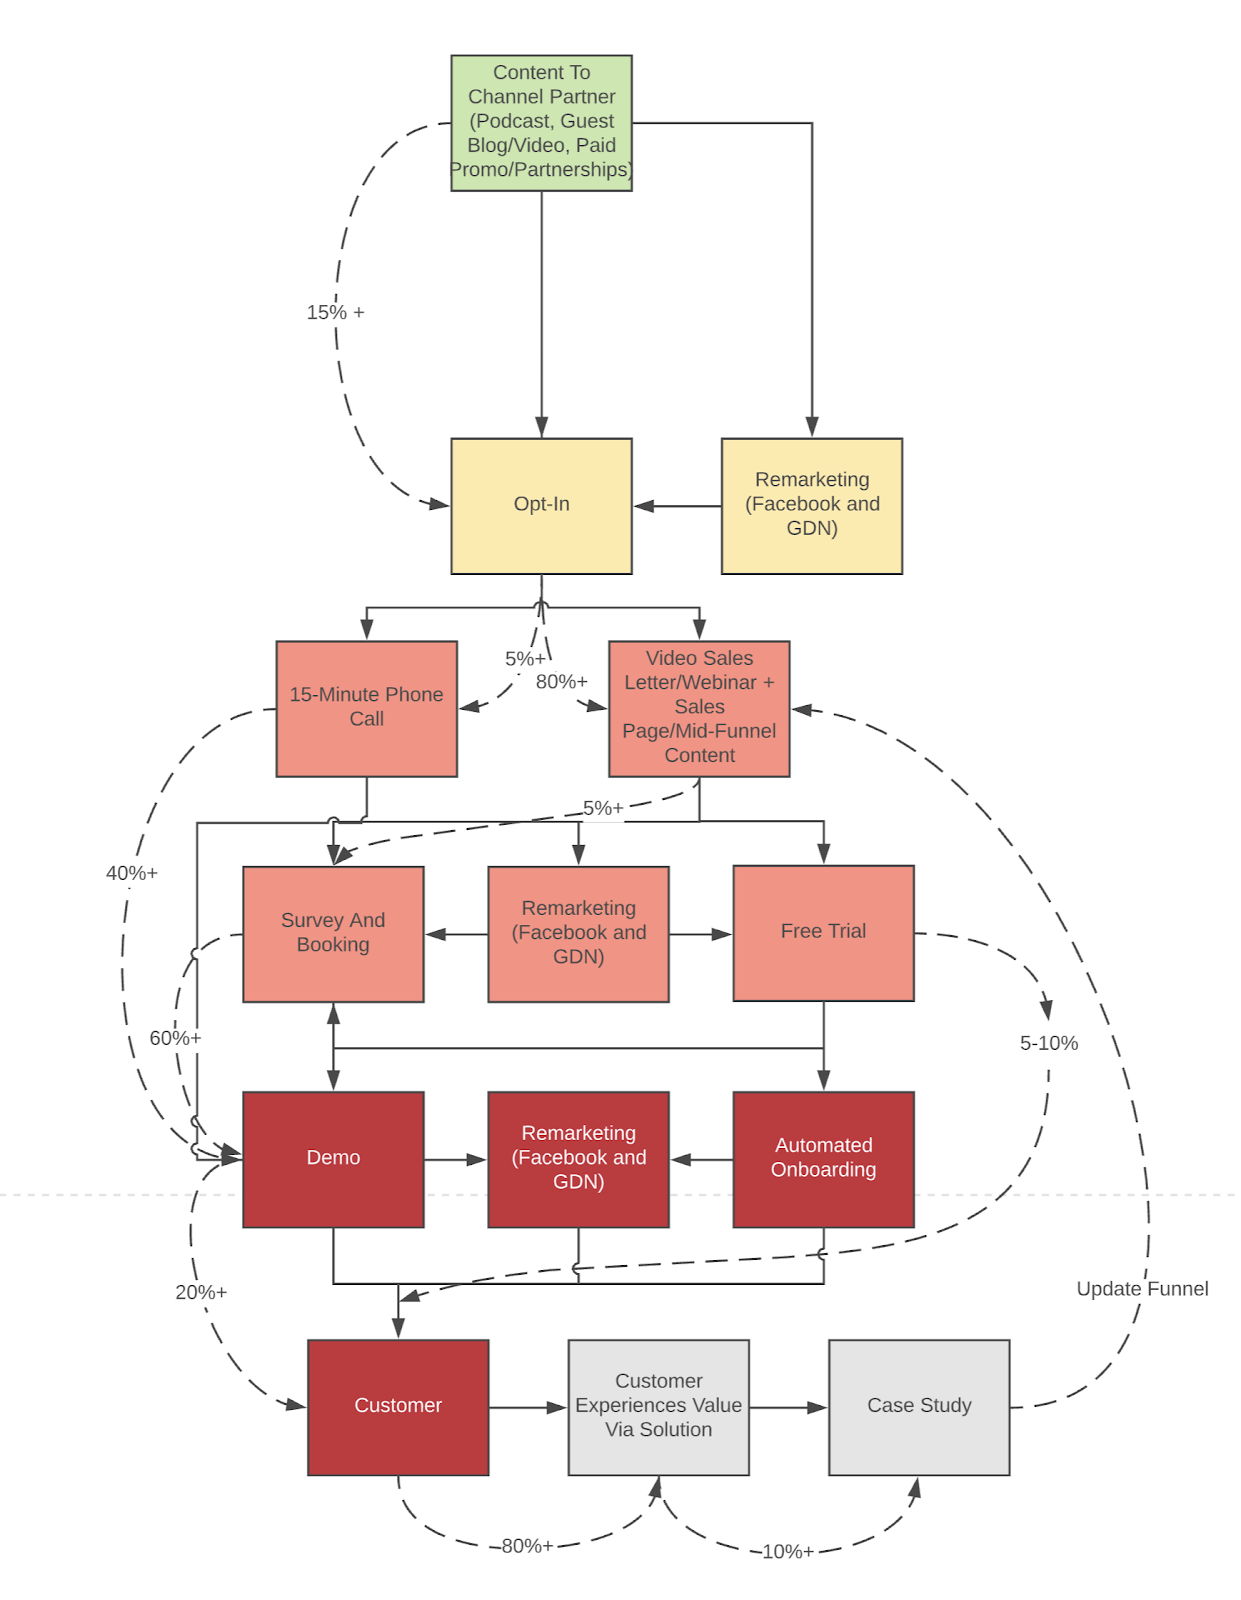 Content To
Channel Partner
(Podcast, Guest
Blog/Video, Paid
Promo/Partnerships)
15% +
Opt-In
Remarketing
(Facebook and
GDN)
5%+
80%+
15-Minute Phone
Call
Video Sales
Letter/Webinar +
Sales
Page/Mid-Funnel
Content
5%+
40%+
Survey And
Booking
Remarketing
(Facebook and
GDN)
Free Trial
60%+
5-10%
Demo
Remarketing
(Facebook and
GDN)
Automated
Onboarding
20%+
Update Funnel
Customer
Customer
Experiences Value
Via Solution
Case Study
80%+
10%+